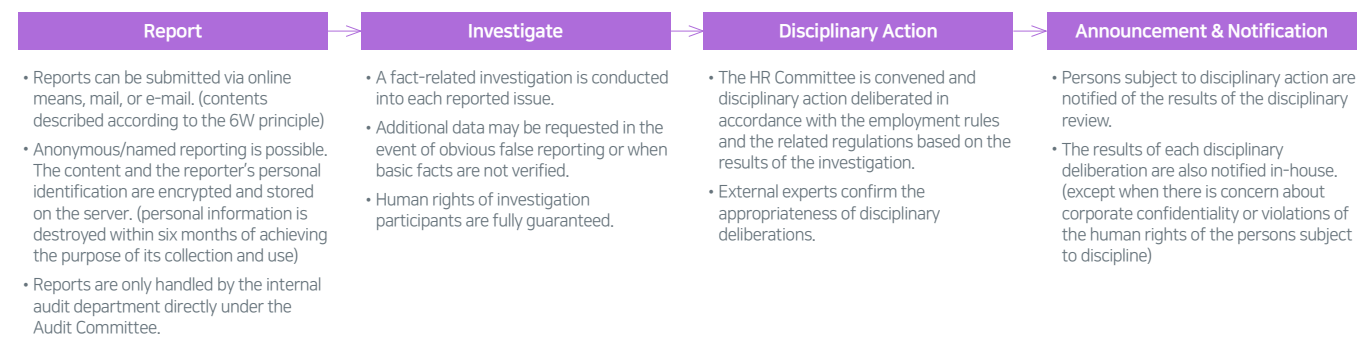 Report
• Reports can be submitted via online
means, mail, or e-mail. (contents
described according to the 6W principle)
• Anonymous/named reporting is possible.
The content and the reporter's personal
identification are encrypted and stored
on the server. (personal information is
destroyed within six months of achieving
the purpose of its collection and use)
• Reports are only handled by the internal
audit department directly under the
Audit Committee.
Investigate
• A fact-related investigation is conducted
into each reported issue.
• Additional data may be requested in the
event of obvious false reporting or when
basic facts are not verified.
• Human rights of investigation
participants are fully guaranteed.
Disciplinary Action
• The HR Committee is convened and
disciplinary action deliberated in
accordance with the employment rules
and the related regulations based on the
results of the investigation.
• External experts confirm the
appropriateness of disciplinary
deliberations.
Announcement & Notification
• Persons subject to disciplinary action are
notified of the results of the disciplinary
review.
• The results of each disciplinary
deliberation are also notified in-house.
(except when there is concern about
corporate confidentiality or violations of
the human rights of the persons subject
to discipline)